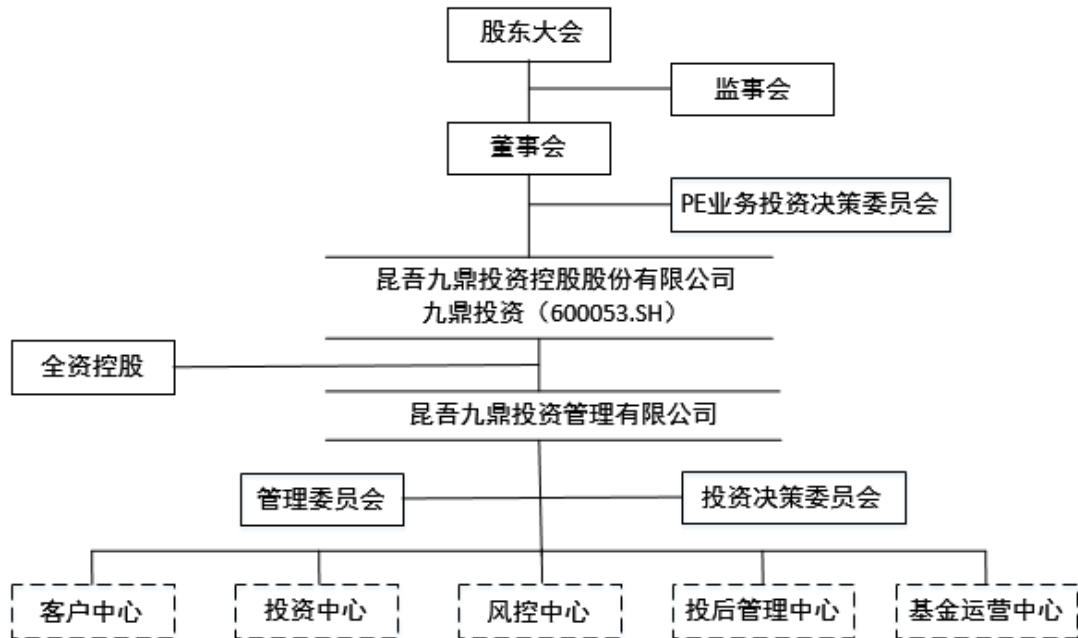 股东大会
监事会
董事会
PE业务投资决策委员会
昆吾九鼎投资控股股份有限公司
九鼎投资（600053.SH）
全资控股
昆吾九鼎投资管理有限公司
管理委员会
投资决策委员会
客户中心
投资中心
风控中心
投后管理中心
基金运营中心